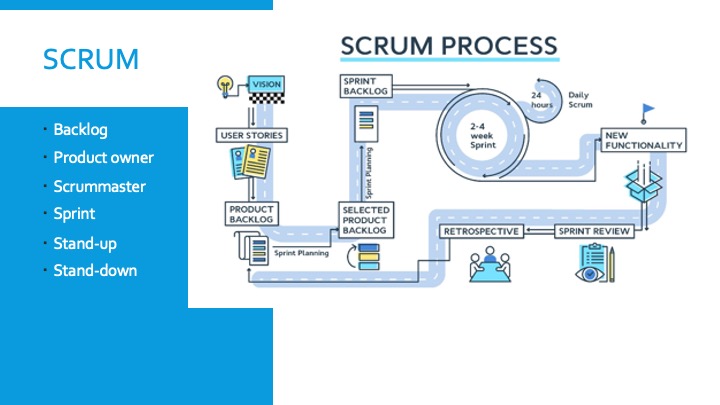 SCRUM
Backlog
Product owner
Scrummaster
Sprint
Stand-up
Stand-down
SCRUM PROCESS
VISION
USER STORIES
PRODUCT
BACKLOG
Sprint Planning
SELECTED
PRODUCT
BACKLOG
Sprint Planning
SPRINT
BACKLOG
2-4
week
Sprint
24
hours
Daily
Scrum
NEW
FUNCTIONALITY
SPRINT REVIEW
RETROSPECTIVE